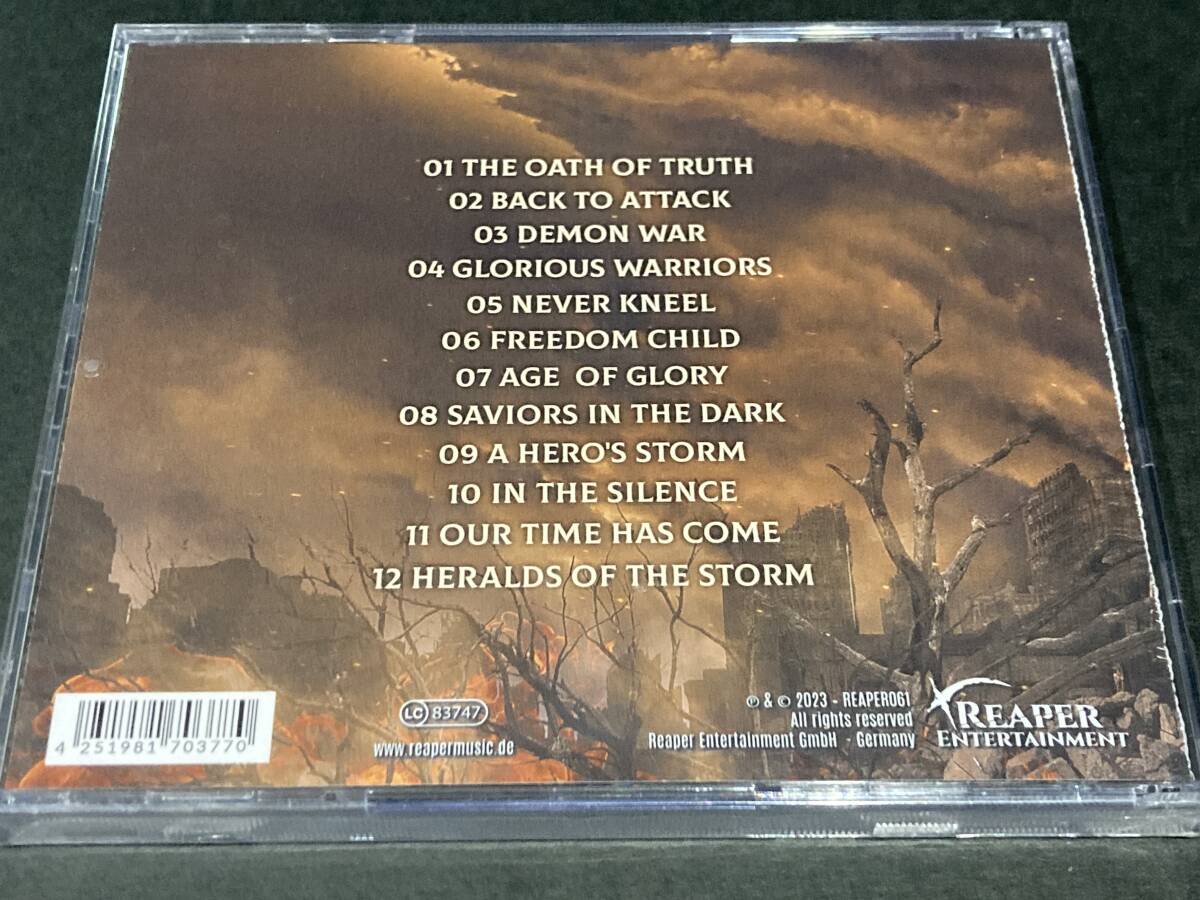 01 THE OATH OF TRUTH
02 BACK TO ATTACK
03 DEMON WAR
04 GLORIOUS WARRIORS
05 NEVER KNEEL
06 FREEDOM CHILD
07 AGE OF GLORY
08 SAVIORS IN THE DARK
09 A HERO'S STORM
10 IN THE SILENCE
11 OUR TIME HAS COME
12 HERALDS OF THE STORM
4 251981 703770
LC 83747
www.reapermusic.de
℗ & © 2023 - REAPER061
All rights reserved
Reaper Entertainment GmbH - Germany
REAPER
ENTERTAINMENT